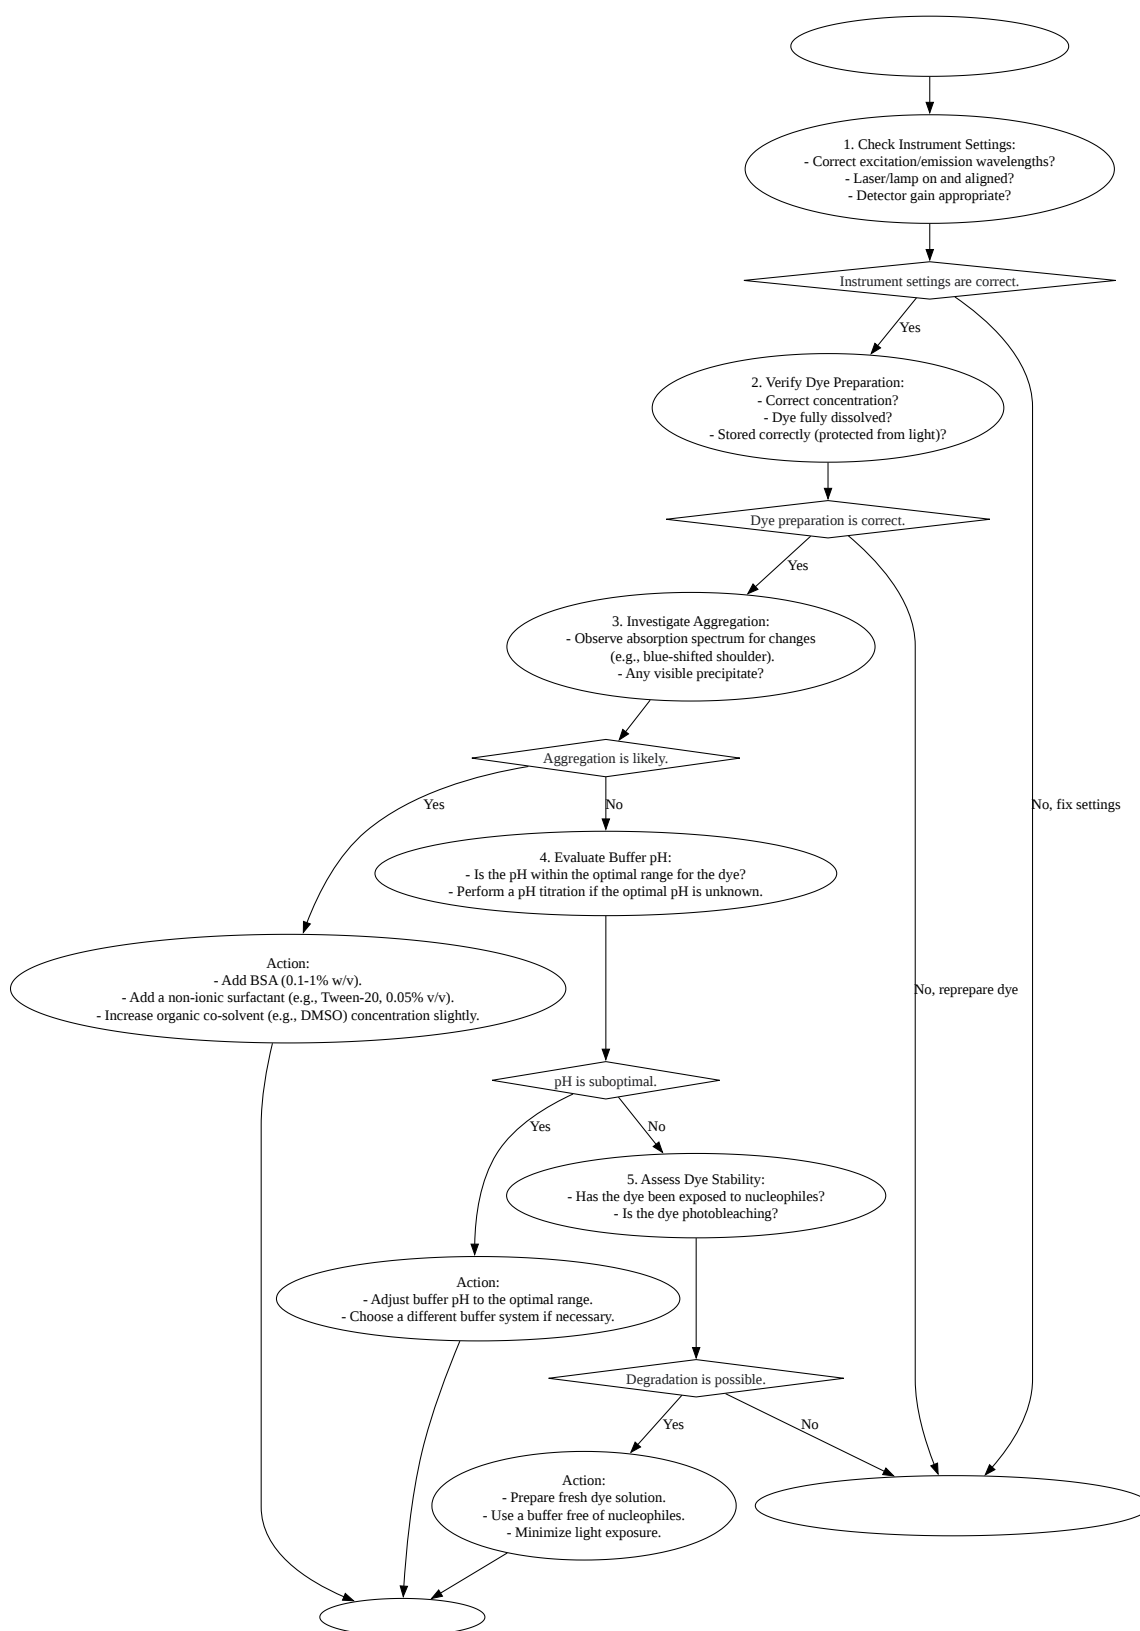 1. Check Instrument Settings:
- Correct excitation/emission wavelengths?
- Laser/lamp on and aligned?
- Detector gain appropriate?
Instrument settings are correct.
Yes
2. Verify Dye Preparation:
- Correct concentration?
- Dye fully dissolved?
- Stored correctly (protected from light)?
Dye preparation is correct.
Yes
3. Investigate Aggregation:
- Observe absorption spectrum for changes
(e.g., blue-shifted shoulder).
- Any visible precipitate?
Aggregation is likely.
Yes
No
No, fix settings
4. Evaluate Buffer pH:
- Is the pH within the optimal range for the dye?
- Perform a pH titration if the optimal pH is unknown.
Action:
- Add BSA (0.1-1% w/v).
- Add a non-ionic surfactant (e.g., Tween-20, 0.05% v/v).
- Increase organic co-solvent (e.g., DMSO) concentration slightly.
No, reprepare dye
pH is suboptimal.
Yes
No
5. Assess Dye Stability:
- Has the dye been exposed to nucleophiles?
- Is the dye photobleaching?
Action:
- Adjust buffer pH to the optimal range.
- Choose a different buffer system if necessary.
Degradation is possible.
Yes
No
Action:
- Prepare fresh dye solution.
- Use a buffer free of nucleophiles.
- Minimize light exposure.